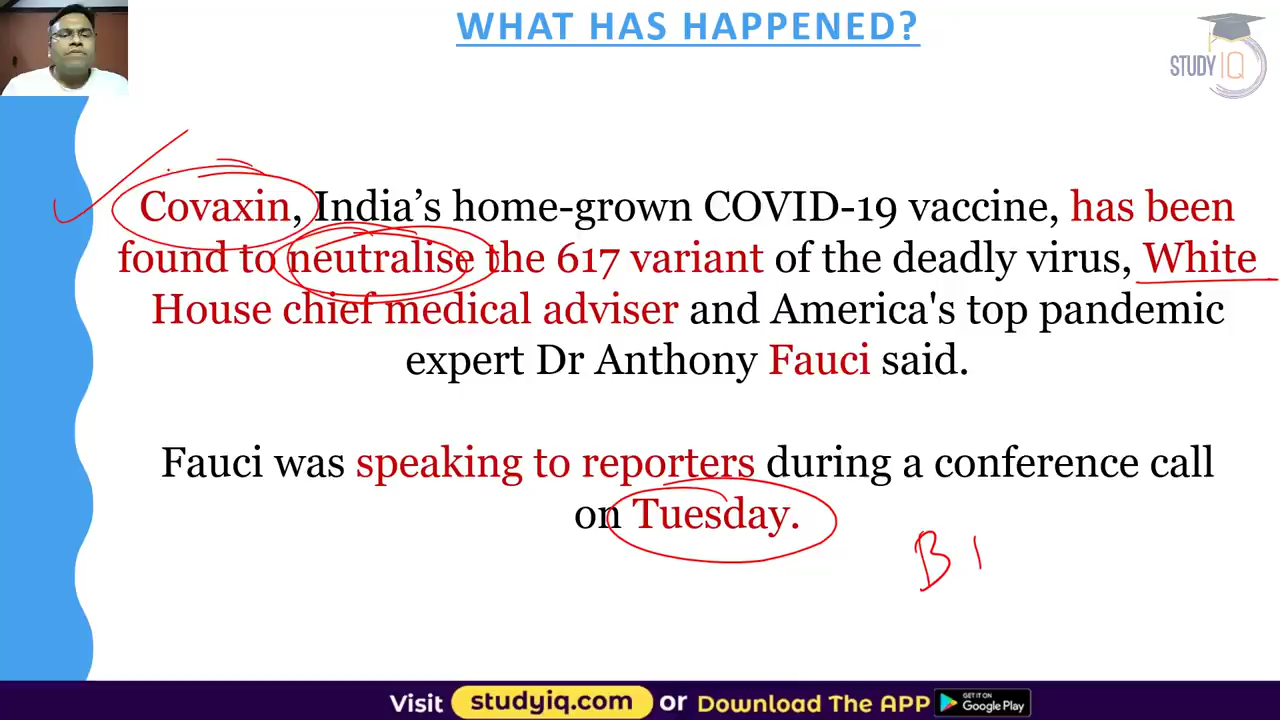 WHAT HAS HAPPENED?
STUDY IQ
Covaxin, India’s home-grown COVID-19 vaccine, has been
found to neutralise the 617 variant of the deadly virus, White
House chief medical adviser and America's top pandemic
expert Dr Anthony Fauci said.
Fauci was speaking to reporters during a conference call
on Tuesday.
B 1
Visit studyiq.com or Download The APP GET IT ON Google Play